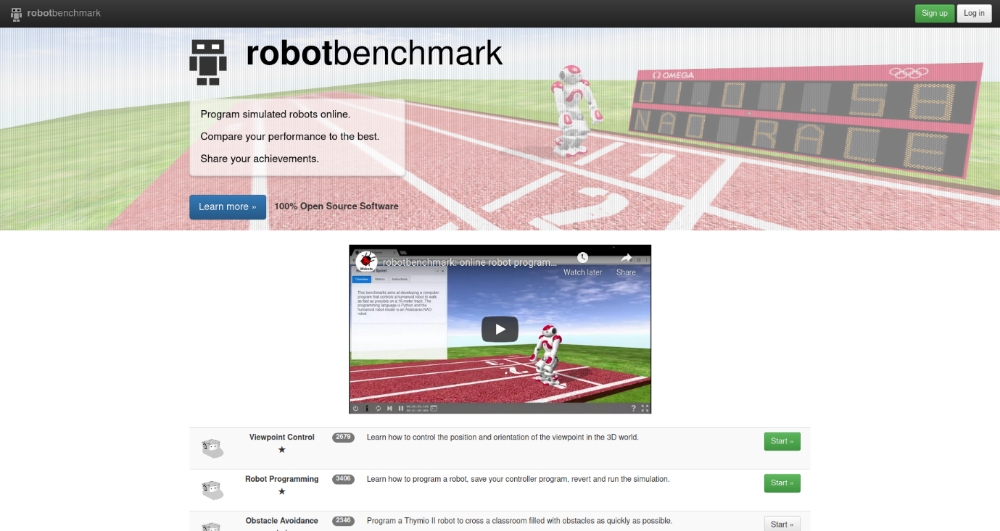 robotbenchmark
Sign up
Log in
robotbenchmark
Ω OMEGA
01.01.58
NAO RACE
Program simulated robots online.
Compare your performance to the best.
Share your achievements.
Learn more »
100% Open Source Software
Webots
robotbenchmark: online robot program...
Watch later
Share
Sprint
Overview
Metrics
Instructions
This benchmarks aims at developing a computer
program that controls a humanoid robot to walk
as fast as possible on a 10-meter track. The
programming language is Python and the
humanoid robot model is an Aldebaran NAO
robot.
Viewpoint Control
2679
Learn how to control the position and orientation of the viewpoint in the 3D world.
Start »
★
Robot Programming
3406
Learn how to program a robot, save your controller program, revert and run the simulation.
Start »
★
Obstacle Avoidance
2346
Program a Thymio II robot to cross a classroom filled with obstacles as quickly as possible.
Start »